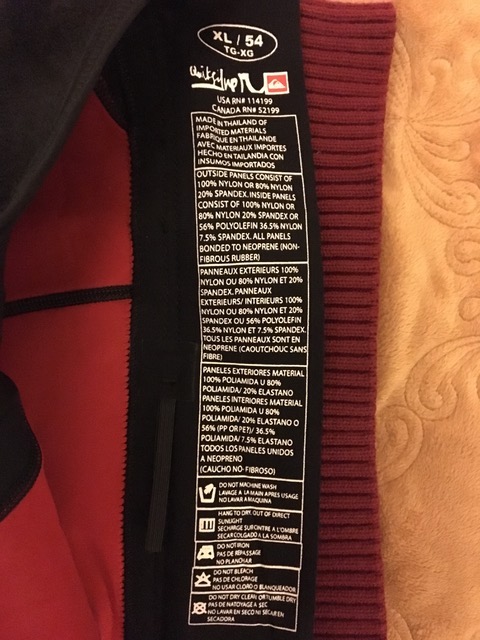 XL / 54
TG-XG
Quiksilver
USA RN# 114199
CANADA RN# 52199
MADE IN THAILAND OF
IMPORTED MATERIALS
FABRIQUE EN THAILANDE
AVEC MATERIAUX IMPORTES
HECHO EN TAILANDIA CON
INSUMOS IMPORTADOS
OUTSIDE PANELS CONSIST OF
100% NYLON OR 80% NYLON
20% SPANDEX. INSIDE PANELS
CONSIST OF 100% NYLON OR
80% NYLON 20% SPANDEX OR
56% POLYOLEFIN 36.5% NYLON
7.5% SPANDEX. ALL PANELS
BONDED TO NEOPRENE (NON-
FIBROUS RUBBER)
PANNEAUX EXTERIEURS 100%
NYLON OU 80% NYLON ET 20%
SPANDEX. PANNEAUX
EXTERIEURS/ INTERIEURS 100%
NYLON OU 80% NYLON ET 20%
SPANDEX OU 56% POLYOLEFIN
36.5% NYLON ET 7.5% SPANDEX.
TOUS LES PANNEAUX SONT EN
NEOPRENE (CAOUTCHOUC SANS
FIBRE)
PANELES EXTERIORES MATERIAL
100% POLIAMIDA U 80%
POLIAMIDA/ 20% ELASTANO
PANELES INTERIORES MATERIAL
100% POLIAMIDA U 80%
POLIAMIDA/ 20% ELASTANO O
56% (PP OR PE?)/ 36.5%
POLIAMIDA/ 7.5% ELASTANO
TODOS LOS PANELES UNIDOS
A NEOPRENO
(CAUCHO NO-FIBROSO)
DO NOT MACHINE WASH
LAVAGE A LA MAIN APRES USAGE
NO LAVAR A MAQUINA
HANG TO DRY. OUT OF DIRECT
SUNLIGHT
SECHARGE SUR CINTRE A L'OMBRE
SECAR COLGADO A LA SOMBRA
DO NOT IRON
PAS DE REPASSAGE
NO PLANCHAR
DO NOT BLEACH
PAS DE CHLORAGE
NO USAR CLORO O BLANQUEADOR
DO NOT DRY CLEAN OR TUMBLE DRY
PAS DE NATOYAGE A SEC
NO LAVAR EN SECO NI SECAR EN
SECADORA